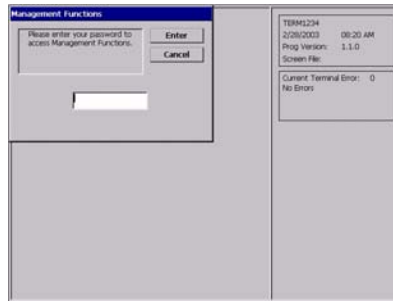 Management Functions
Please enter your password to
access Management Functions.
Enter
Cancel
TERM1234
2/28/2003 08:20 AM
Prog Version: 1.1.0
Screen File:
Current Terminal Error: 0
No Errors